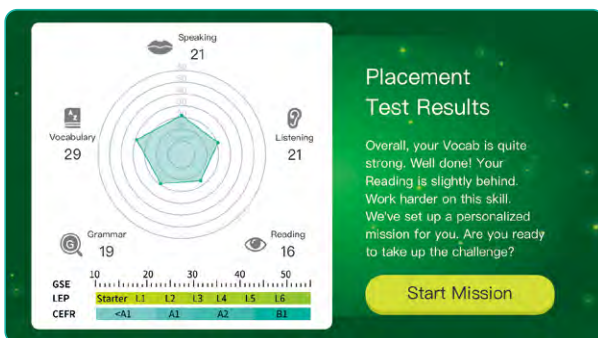 Speaking
21
Vocabulary
29
Listening
21
Grammar
19
Reading
16
10 20 30 40 50
GSE
LEP Starter L1 L2 L3 L4 L5 L6
CEFR <A1 A1 A2 B1
Placement
Test Results
Overall, your Vocab is quite
strong. Well done! Your
Reading is slightly behind.
Work harder on this skill.
We've set up a personalized
mission for you. Are you ready
to take up the challenge?
Start Mission